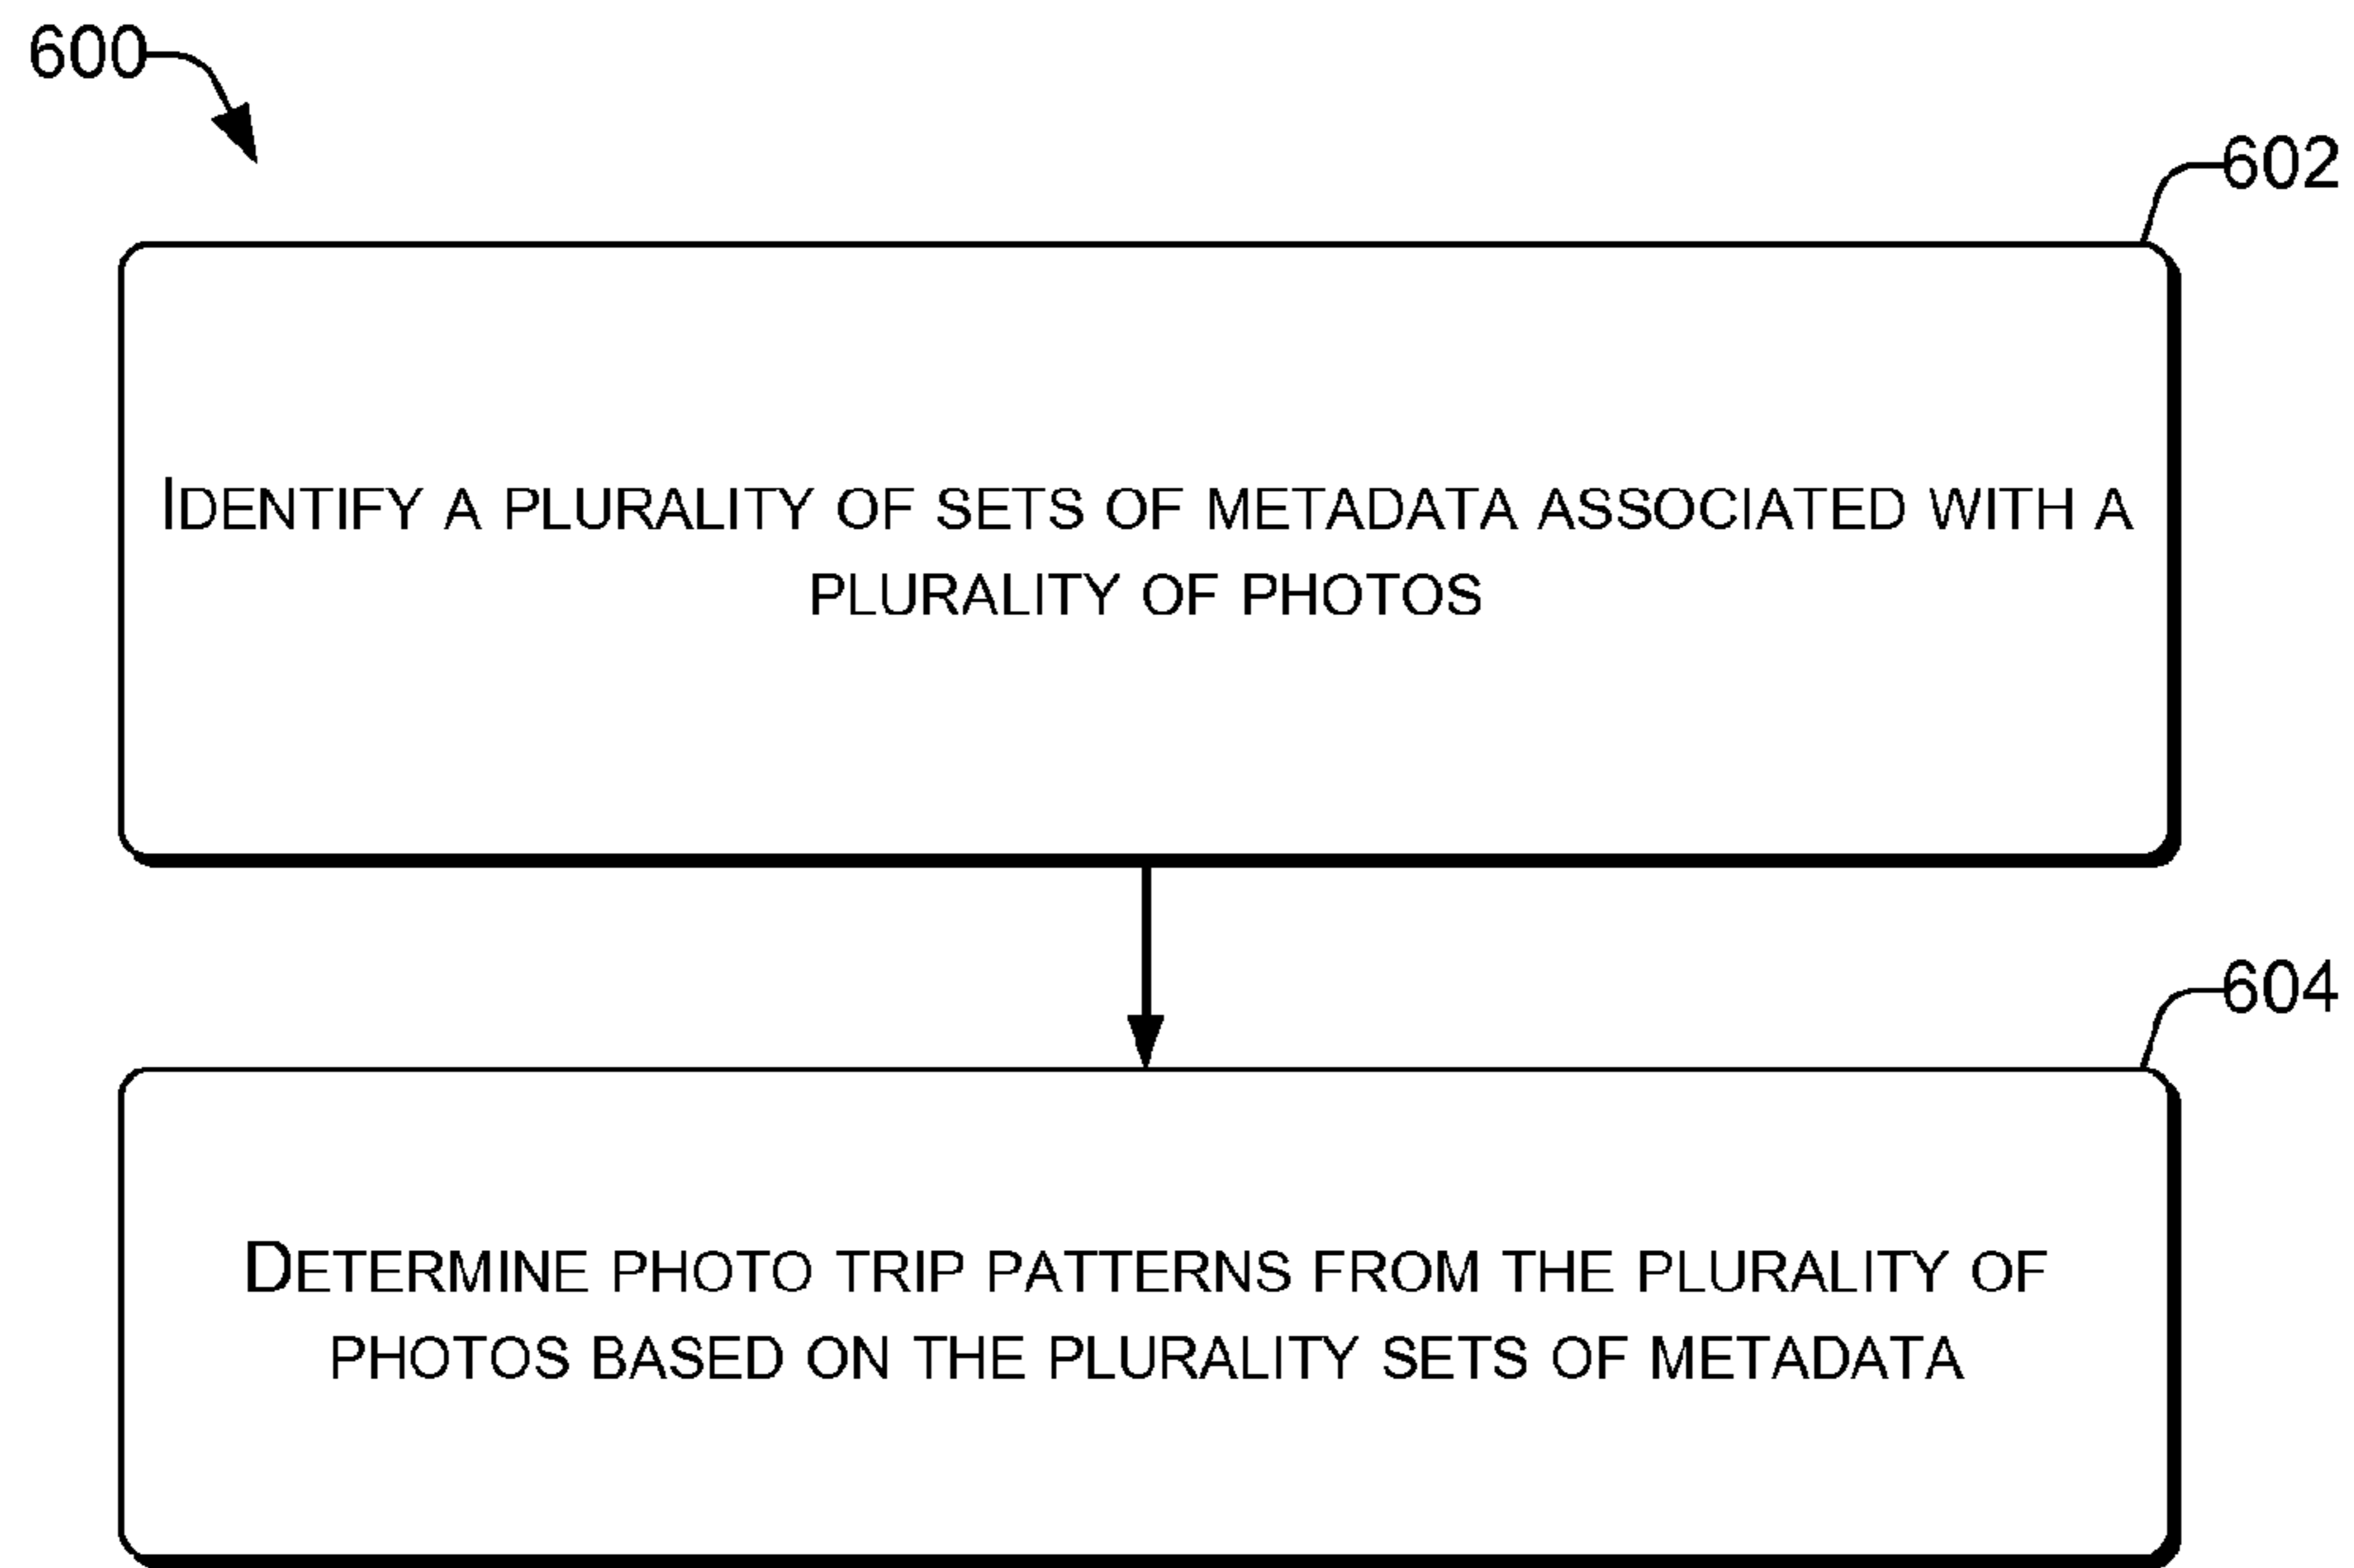 600
602
IDENTIFY A PLURALITY OF SETS OF METADATA ASSOCIATED WITH A
PLURALITY OF PHOTOS
604
DETERMINE PHOTO TRIP PATTERNS FROM THE PLURALITY OF
PHOTOS BASED ON THE PLURALITY SETS OF METADATA